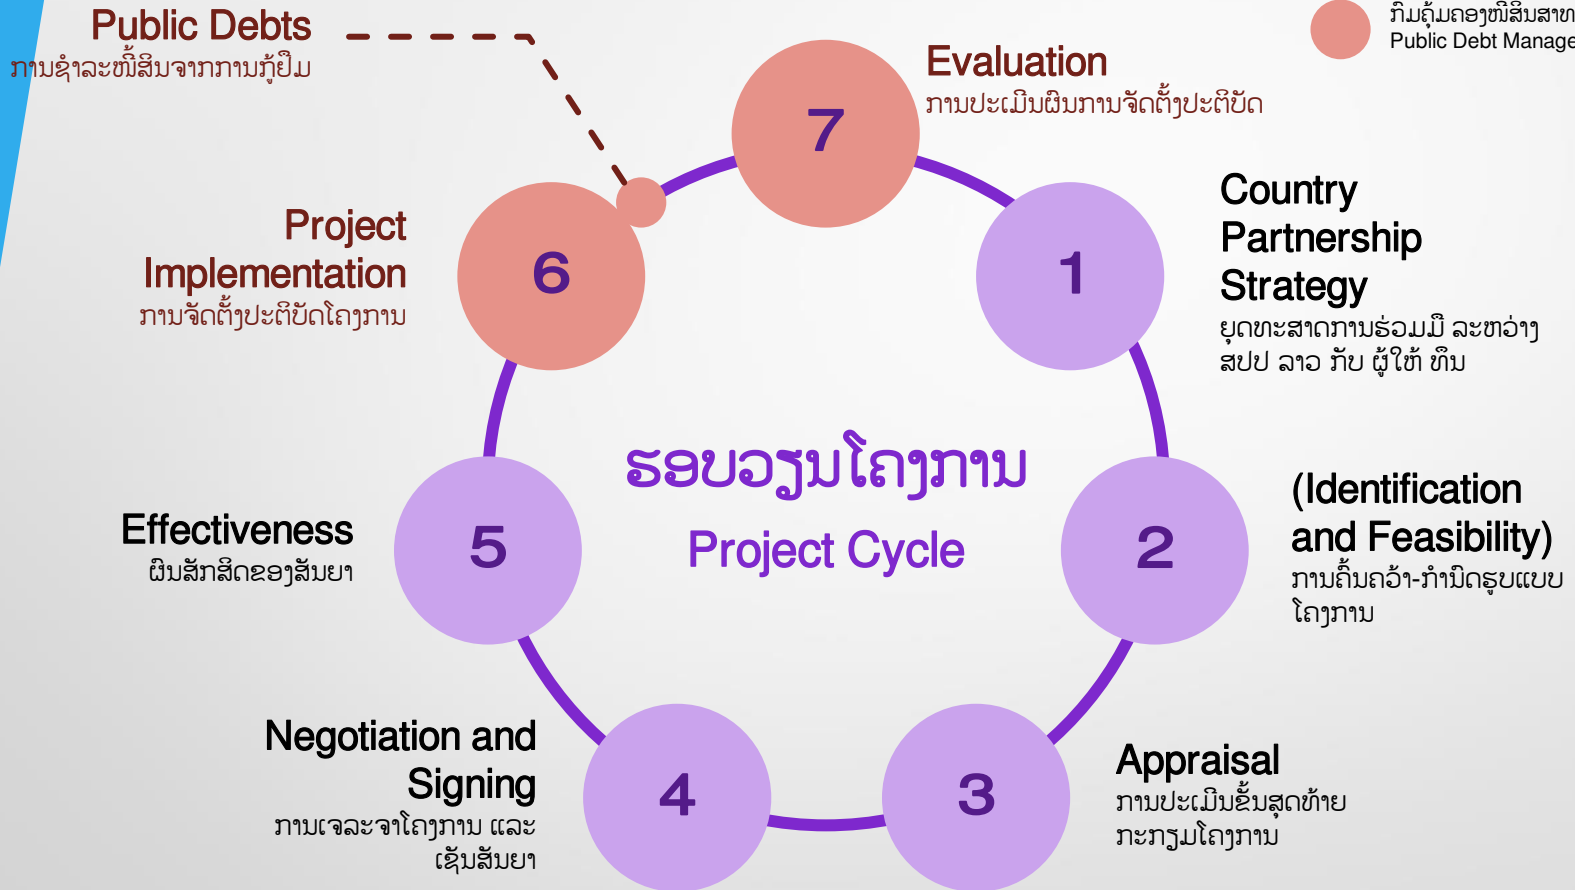 Public Debts
ການຊຳລະໜີ້ສິນຈາກການກູ້ຢືມ
ກົມຄຸ້ມຄອງໜີ້ສິນສາທ
Public Debt Manage
7
Evaluation
ການປະເມີນຜົນການຈັດຕັ້ງປະຕິບັດ
1
Country
Partnership
Strategy
ຍຸດທະສາດການຮ່ວມມື ລະຫວ່າງ
ສປປ ລາວ ກັບ ຜູ້ໃຫ້ ທຶນ
Project
Implementation
ການຈັດຕັ້ງປະຕິບັດໂຄງການ
6
ຮອບວຽນໂຄງການ
Project Cycle
2
(Identification
and Feasibility)
ການຄົ້ນຄວ້າ-ກຳນົດຮູບແບບ
ໂຄງການ
Effectiveness
ຜົນສັກສິດຂອງສັນຍາ
5
Negotiation and
Signing
ການເຈລະຈາໂຄງການ ແລະ
ເຊັນສັນຍາ
4
3
Appraisal
ການປະເມີນຂັ້ນສຸດທ້າຍ
ກະກຽມໂຄງການ